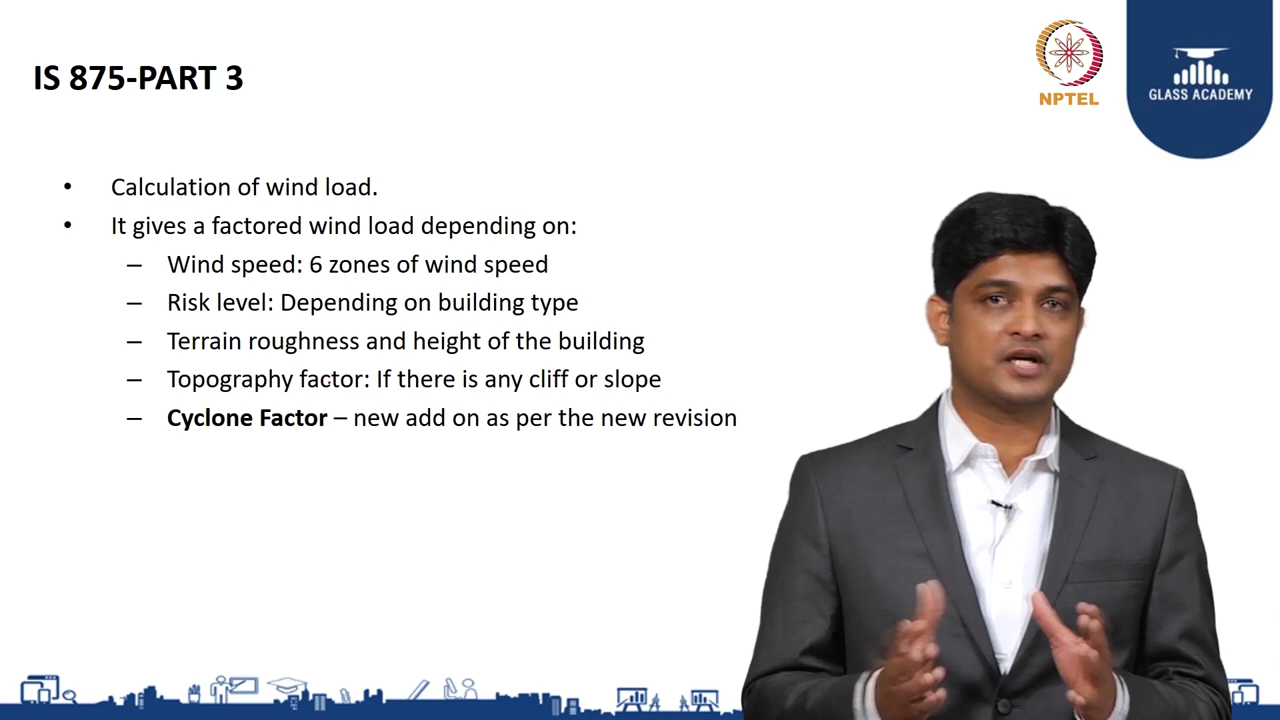 IS 875-PART 3
NPTEL
GLASS ACADEMY
• Calculation of wind load.
• It gives a factored wind load depending on:
– Wind speed: 6 zones of wind speed
– Risk level: Depending on building type
– Terrain roughness and height of the building
– Topography factor: If there is any cliff or slope
– Cyclone Factor – new add on as per the new revision